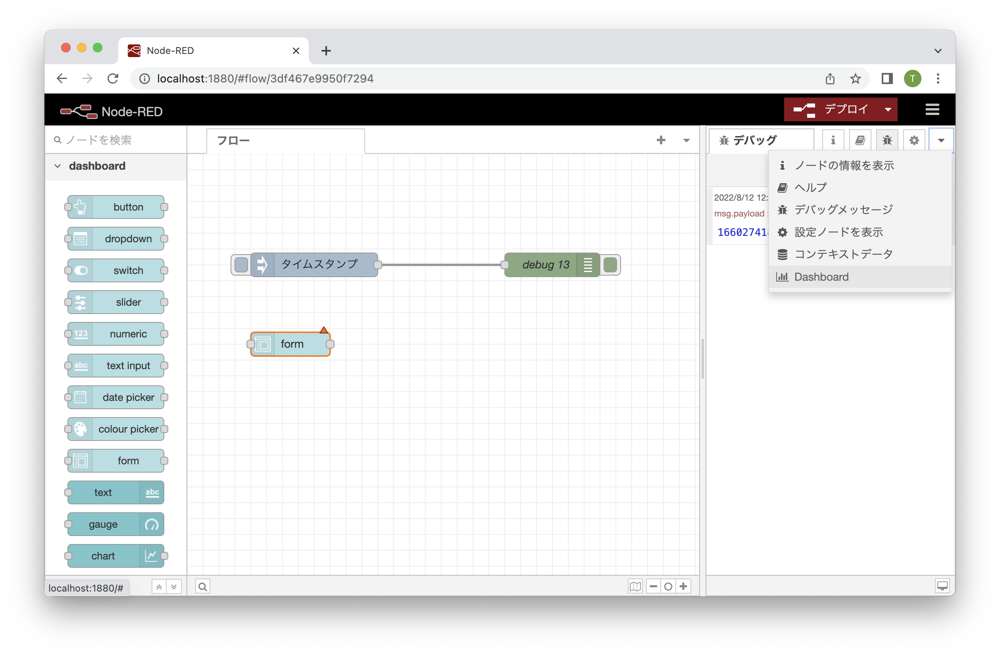 Node-RED
localhost:1880/#flow/3df467e9950f7294
T
Node-RED
デプロイ
ノードを検索
フロー
デバッグ
dashboard
button
dropdown
switch
slider
123
numeric
abc
text input
date picker
colour picker
form
text
abc
gauge
chart
タイムスタンプ
debug 13
form
2022/8/12 12:
msg.payload :
166027418
ノードの情報を表示
ヘルプ
デバッグメッセージ
設定ノードを表示
コンテキストデータ
Dashboard
localhost:1880/#